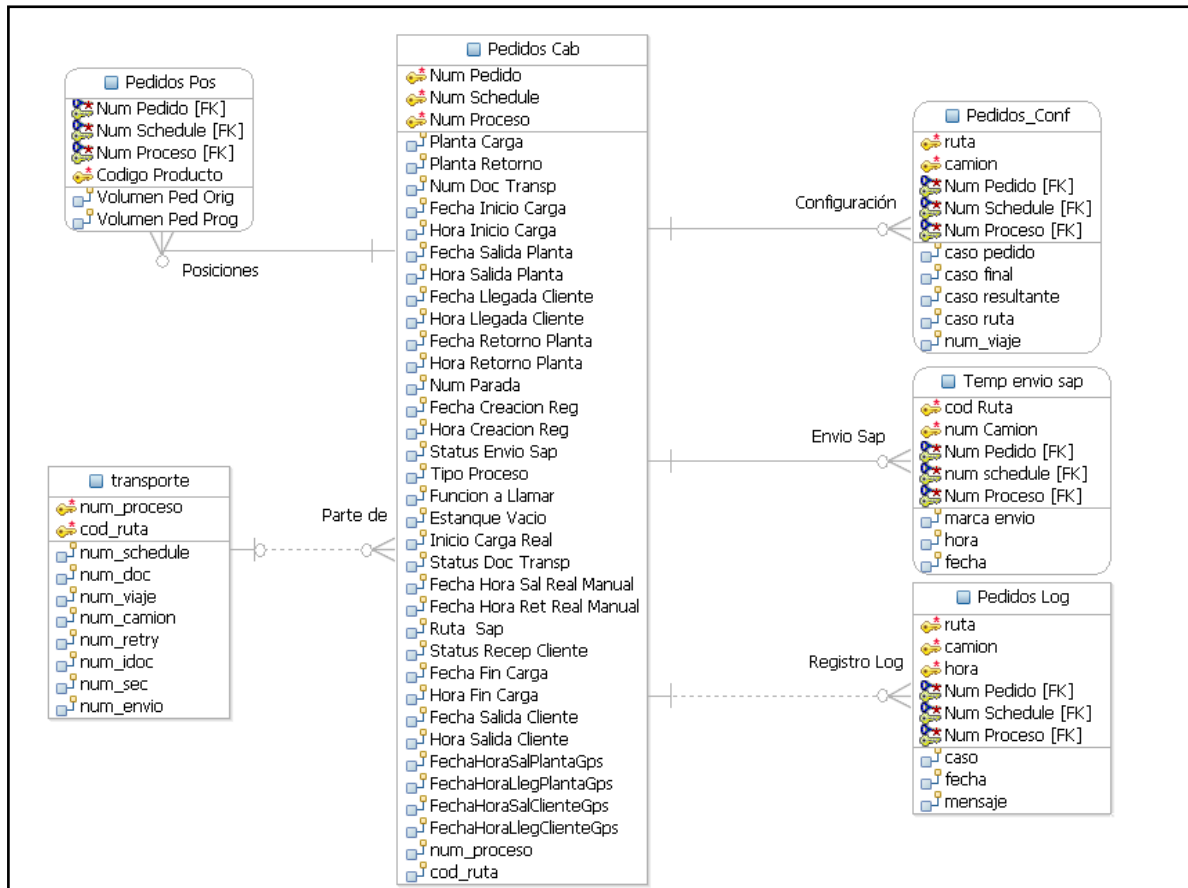 Pedidos Pos
Num Pedido [FK]
Num Schedule [FK]
Num Proceso [FK]
Codigo Producto
Volumen Ped Orig
Volumen Ped Prog
Posiciones
transporte
num_proceso
cod_ruta
num_schedule
num_doc
num_viaje
num_camion
num_retry
num_idoc
num_sec
num_envio
Parte de
Pedidos Cab
Num Pedido
Num Schedule
Num Proceso
Planta Carga
Planta Retorno
Num Doc Transp
Fecha Inicio Carga
Hora Inicio Carga
Fecha Salida Planta
Hora Salida Planta
Fecha Llegada Cliente
Hora Llegada Cliente
Fecha Retorno Planta
Hora Retorno Planta
Num Parada
Fecha Creacion Reg
Hora Creacion Reg
Status Envio Sap
Tipo Proceso
Funcion a Llamar
Estanque Vacio
Inicio Carga Real
Status Doc Transp
Fecha Hora Sal Real Manual
Fecha Hora Ret Real Manual
Ruta Sap
Status Recep Cliente
Fecha Fin Carga
Hora Fin Carga
Fecha Salida Cliente
Hora Salida Cliente
FechaHoraSalPlantaGps
FechaHoraLlegPlantaGps
FechaHoraSalClienteGps
FechaHoraLlegClienteGps
num_proceso
cod_ruta
Configuración
Pedidos_Conf
ruta
camion
Num Pedido [FK]
Num Schedule [FK]
Num Proceso [FK]
caso pedido
caso final
caso resultante
caso ruta
num_viaje
Envio Sap
Temp envio sap
cod Ruta
num Camion
Num Pedido [FK]
num schedule [FK]
Num Proceso [FK]
marca envio
hora
fecha
Registro Log
Pedidos Log
ruta
camion
hora
Num Pedido [FK]
Num Schedule [FK]
Num Proceso [FK]
caso
fecha
mensaje